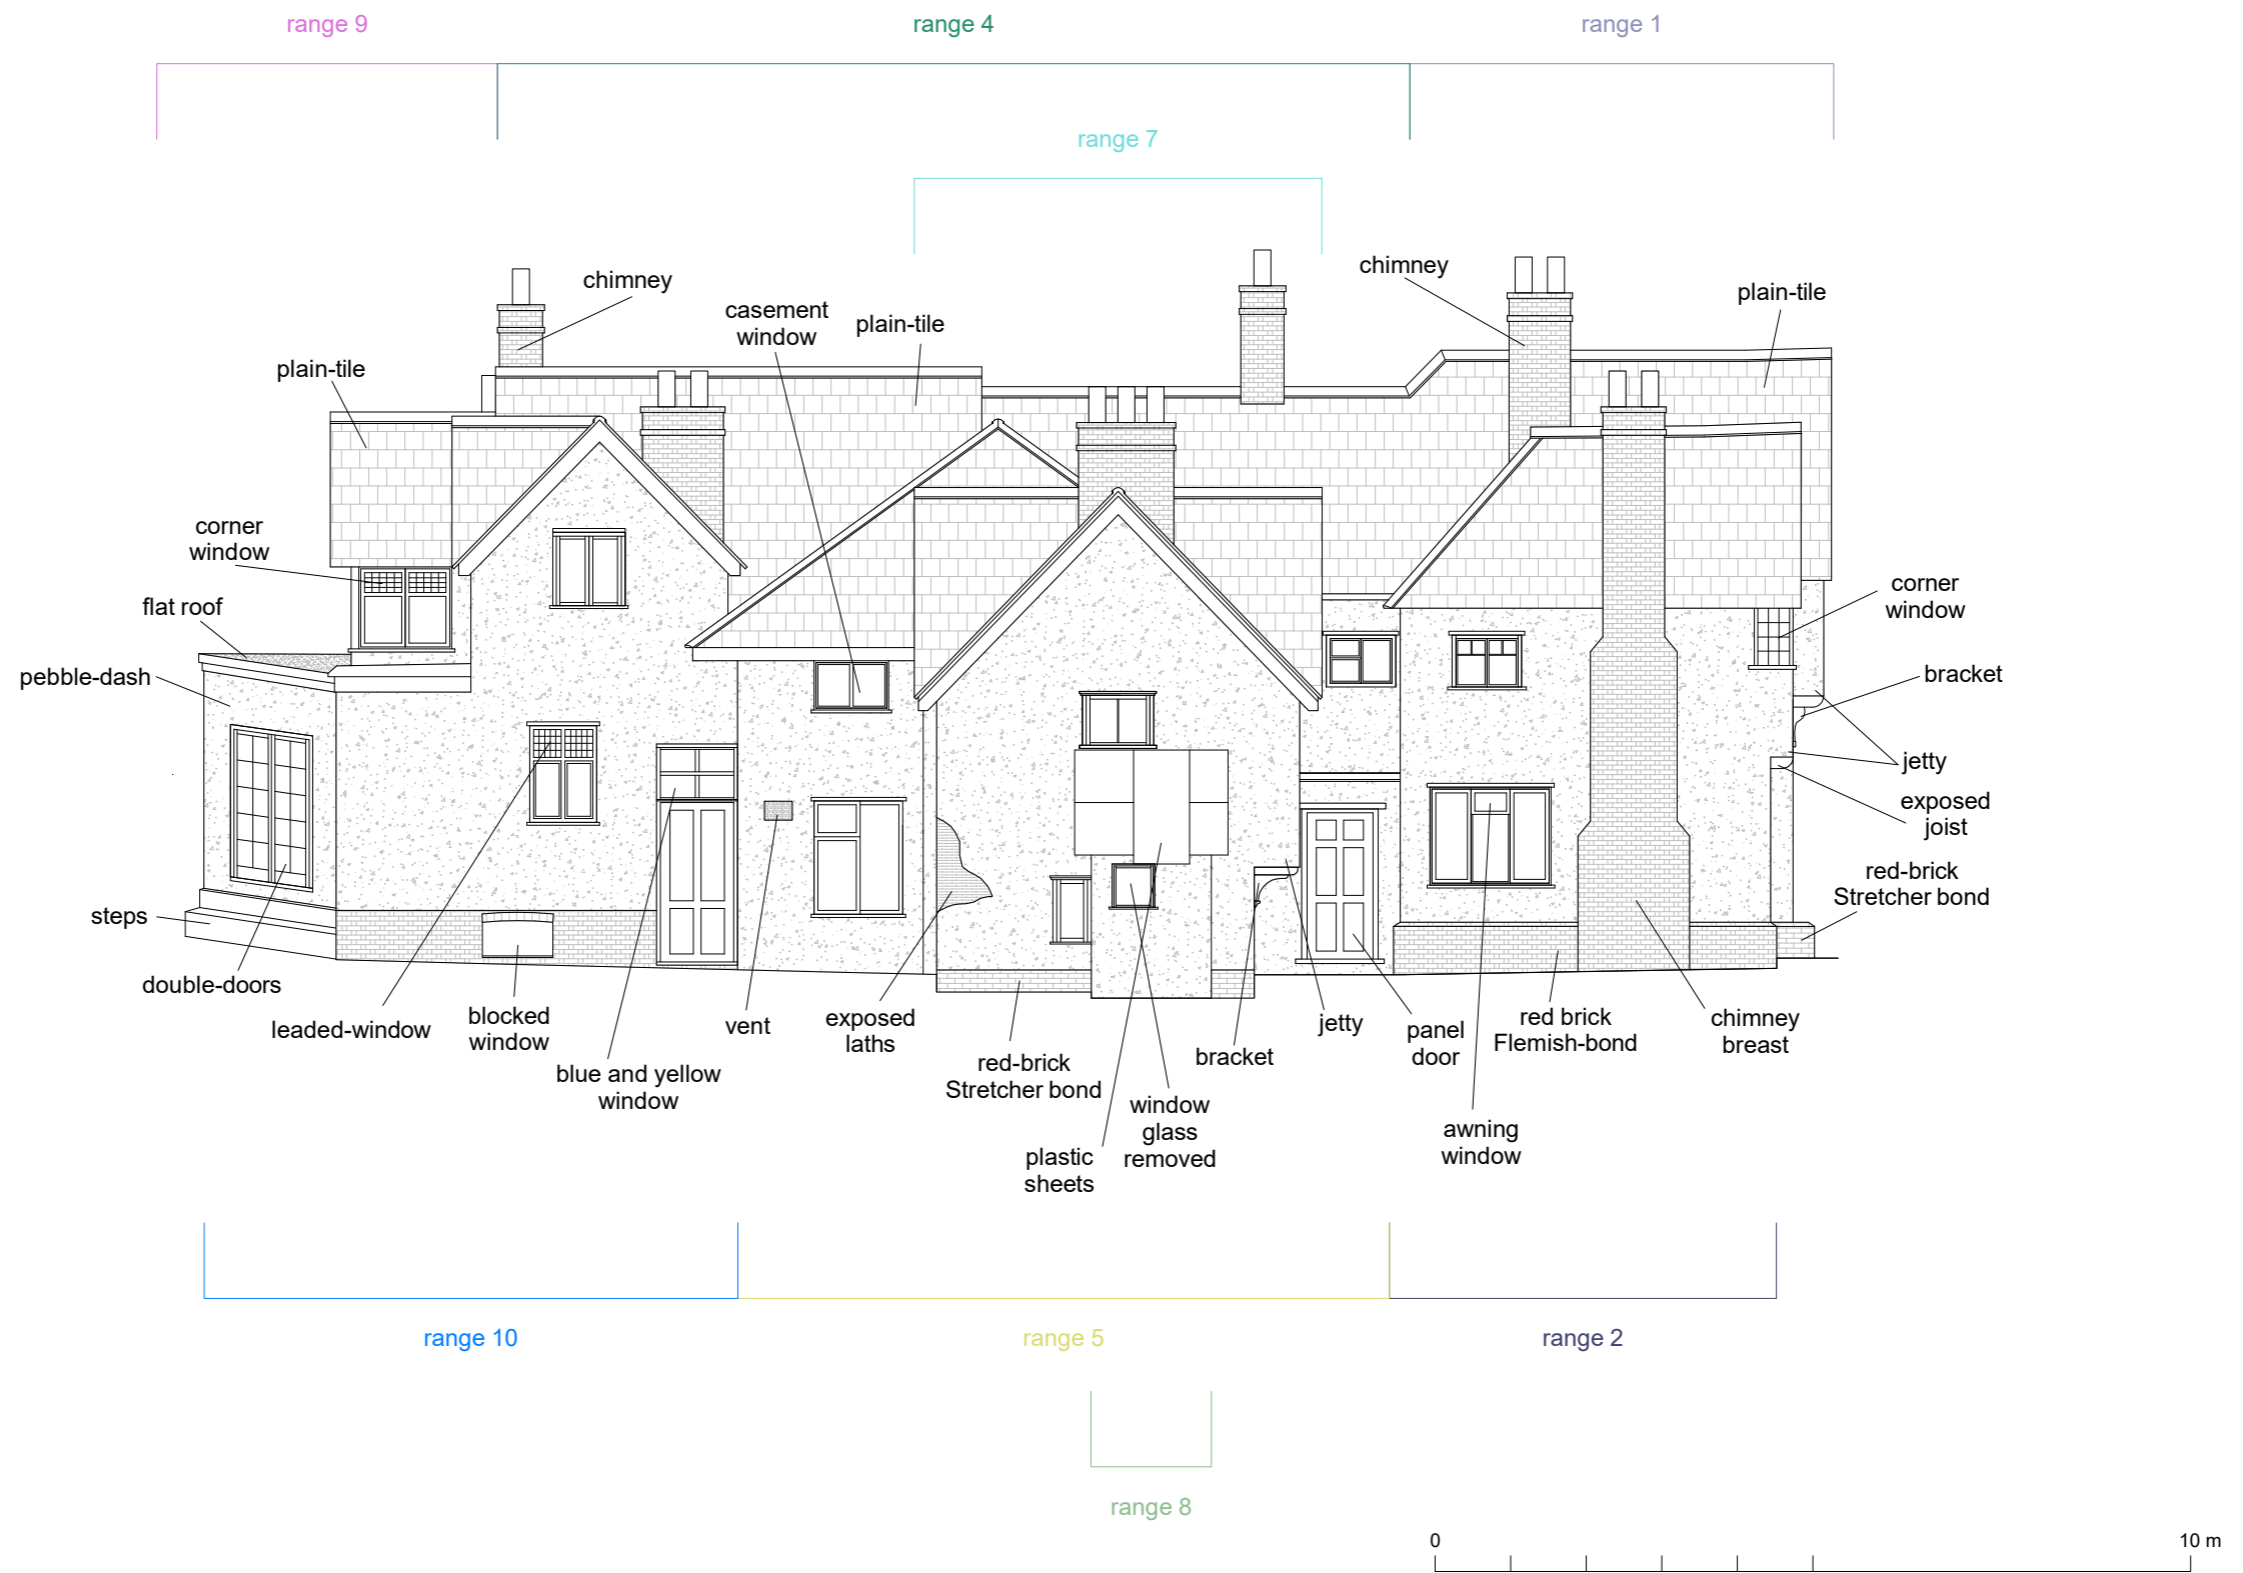 range 9
range 4
range 1
range 7
chimney
chimney
casement
window
plain-tile
plain-tile
plain-tile
corner
window
flat roof
pebble-dash
steps
double-doors
leaded-window
blocked
window
blue and yellow
window
vent
exposed
laths
red-brick
Stretcher bond
plastic
sheets
window
glass
removed
bracket
jetty
panel
door
awning
window
red brick
Flemish-bond
chimney
breast
corner
window
bracket
jetty
exposed
joist
red-brick
Stretcher bond
range 10
range 5
range 2
range 8
0
10 m